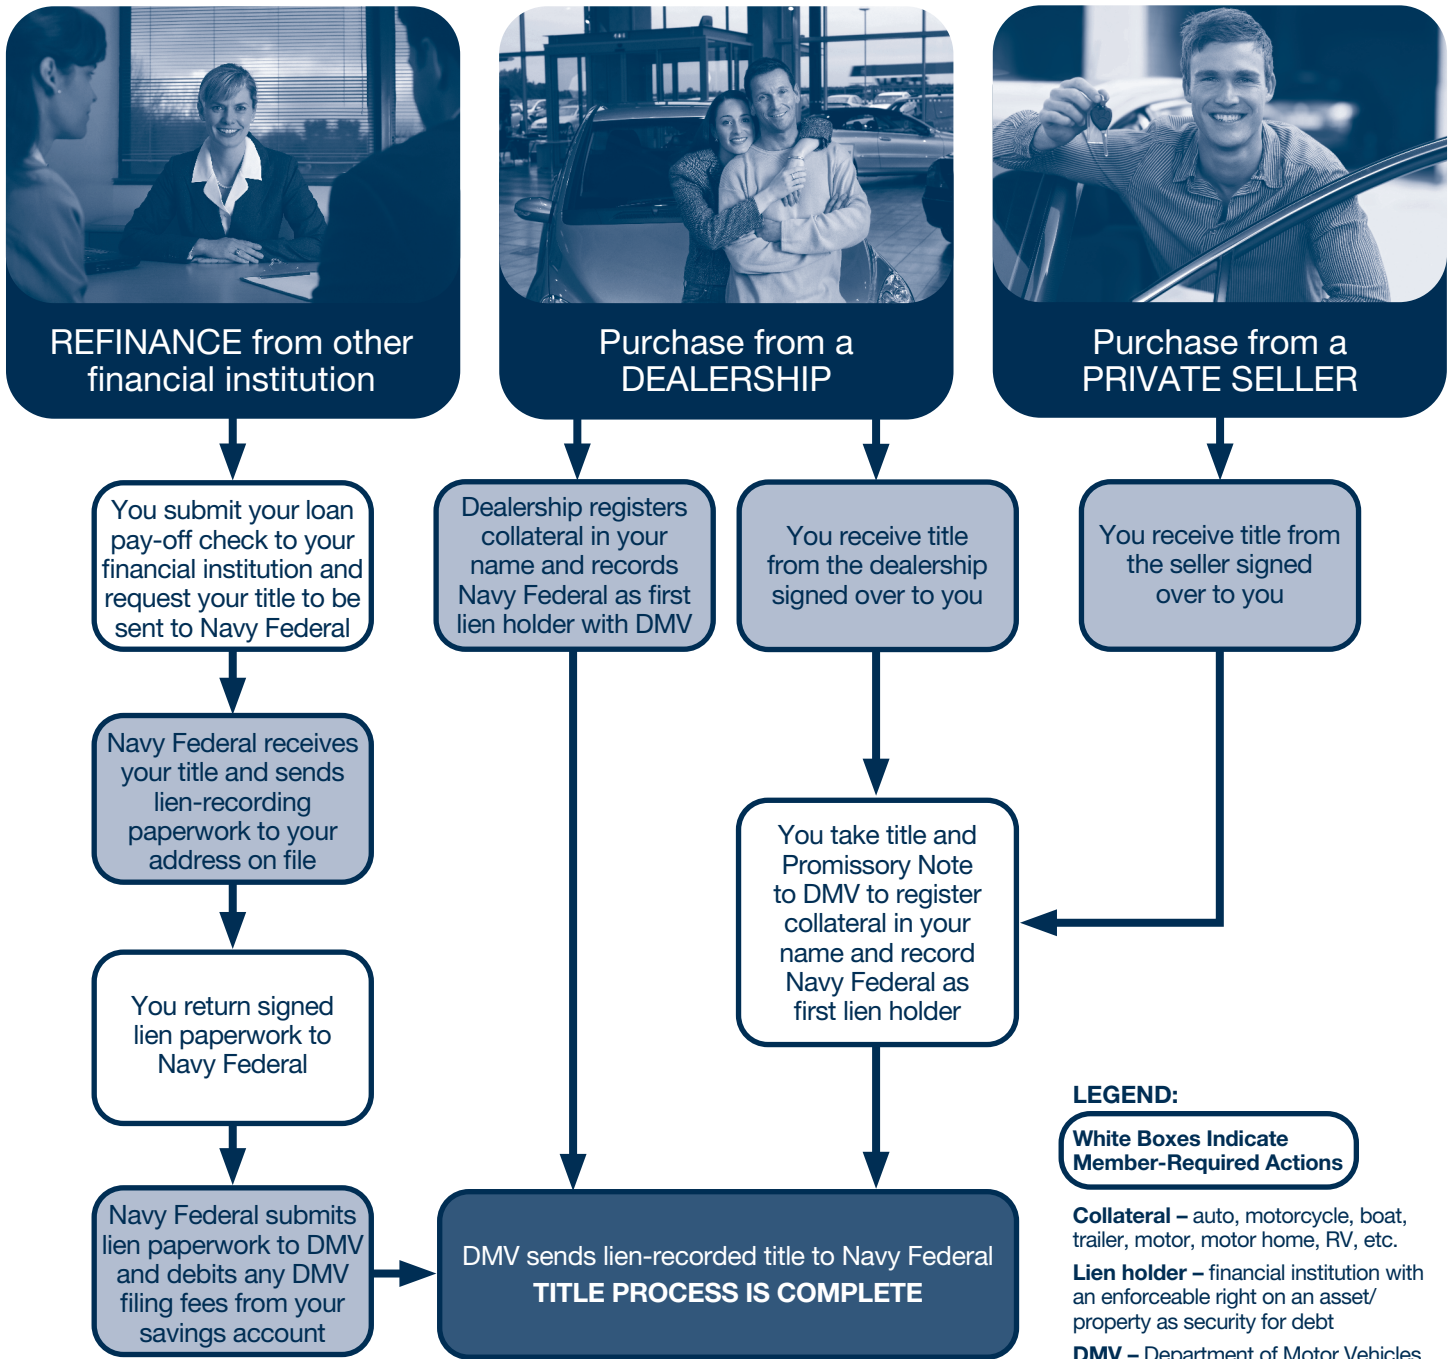 REFINANCE from other
financial institution
Purchase from a
DEALERSHIP
Purchase from a
PRIVATE SELLER
You submit your loan
pay-off check to your
financial institution and
request your title to be
sent to Navy Federal
Dealership registers
collateral in your
name and records
Navy Federal as first
lien holder with DMV
You receive title
from the dealership
signed over to you
You receive title from
the seller signed
over to you
Navy Federal receives
your title and sends
lien-recording
paperwork to your
address on file
You take title and
Promissory Note
to DMV to register
collateral in your
name and record
Navy Federal as
first lien holder
You return signed
lien paperwork to
Navy Federal
Navy Federal submits
lien paperwork to DMV
and debits any DMV
filing fees from your
savings account
DMV sends lien-recorded title to Navy Federal
TITLE PROCESS IS COMPLETE
LEGEND:
White Boxes Indicate
Member-Required Actions
Collateral – auto, motorcycle, boat,
trailer, motor, motor home, RV, etc.
Lien holder – financial institution with
an enforceable right on an asset/
property as security for debt
DMV – Department of Motor Vehicles